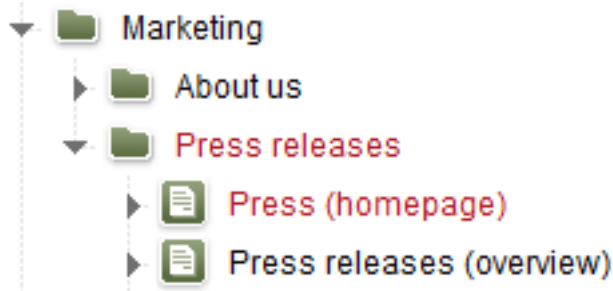 Marketing
About us
Press releases
Press (homepage)
Press releases (overview)